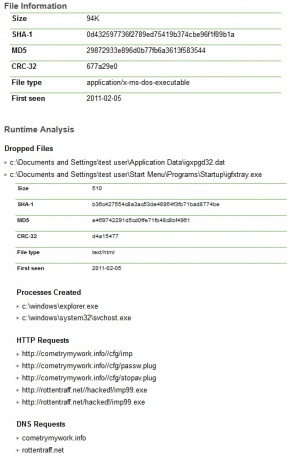 File Information
Size 94K
SHA-1 0d432597736f2789ed75419b374cbe96f1f89b1a
MD5 29872933e896d0b77fb6a3613f583544
CRC-32 677a29e0
File type application/x-ms-dos-executable
First seen 2011-02-05
Runtime Analysis
Dropped Files
c:\Documents and Settings\test user\Application Data\igxpgd32.dat
c:\Documents and Settings\test user\Start Menu\Programs\Startup\igfxtray.exe
Size 510
SHA-1
MD5
CRC-32 d4a15477
File type text/html
First seen 2011-02-05
Processes Created
c:\windows\explorer.exe
c:\windows\system32\svchost.exe
HTTP Requests
http://cometrymywork.info//cfg/imp
http://cometrymywork.info//cfg/passw.plug
http://cometrymywork.info//cfg/stopav.plug
http://rottentraff.net//hackedf/imp99.exe
http://rottentraff.net/hackedf/imp99.exe
DNS Requests
cometrymywork.info
rottentraff.net